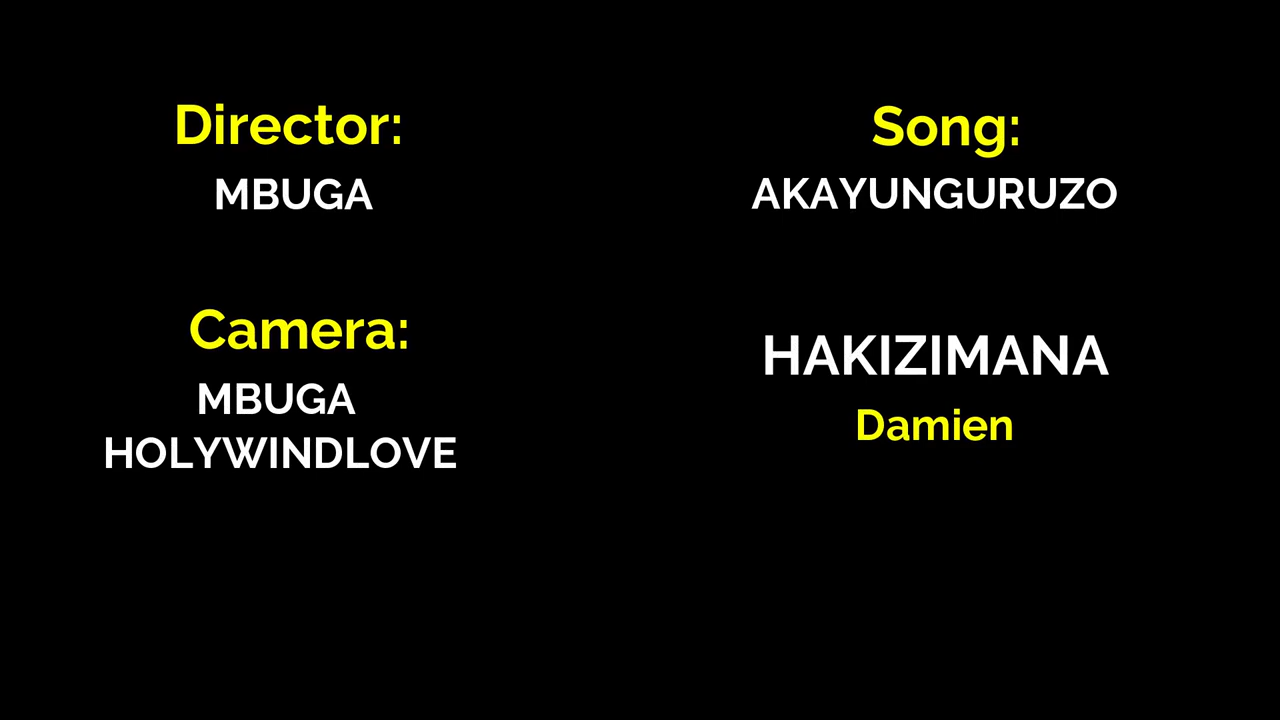 Director:
MBUGA
Camera:
MBUGA
HOLYWINDLOVE
Song:
AKAYUNGURUZO
HAKIZIMANA
Damien